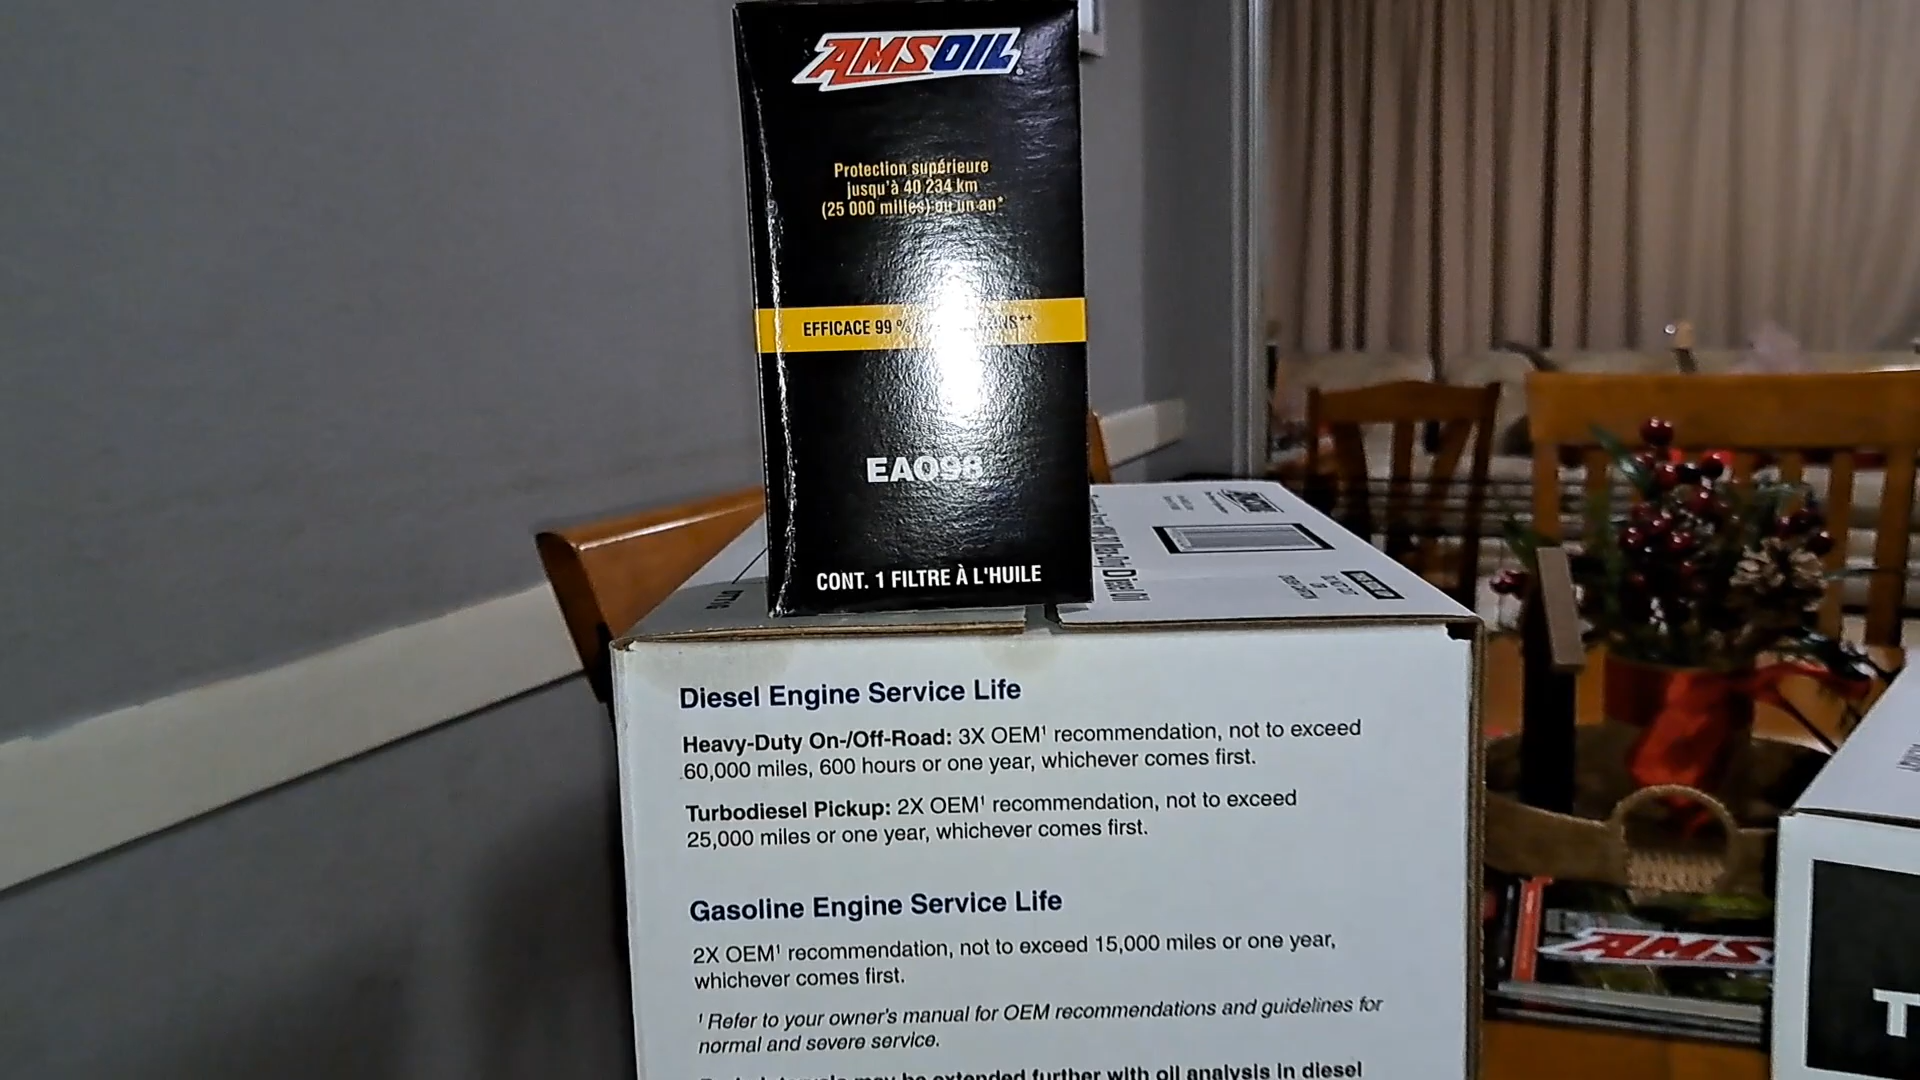 AMSOIL
Protection supérieure
jusqu'à 40 234 km
(25 000 milles) ou un an*
EFFICACE 99 %
EAO98
CONT. 1 FILTRE À L'HUILE
Diesel Engine Service Life
Heavy-Duty On-/Off-Road: 3X OEM¹ recommendation, not to exceed
60,000 miles, 600 hours or one year, whichever comes first.
Turbodiesel Pickup: 2X OEM¹ recommendation, not to exceed
25,000 miles or one year, whichever comes first.
Gasoline Engine Service Life
2X OEM¹ recommendation, not to exceed 15,000 miles or one year,
whichever comes first.
¹ Refer to your owner's manual for OEM recommendations and guidelines for
normal and severe service.
may be extended further with oil analysis in diesel
AMS
T